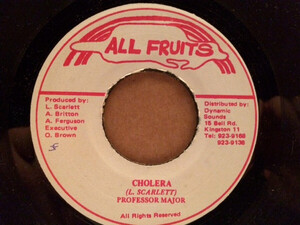 ALL FRUITS
Produced by:
L. Scarlett
A. Britton
A. Ferguson
Executive
O. Brown
Distributed by:
Dynamic
Sounds
15 Bell Rd.
Kingston 11
Tel: 923-9168
923-9138
CHOLERA
(L. SCARLETT)
PROFESSOR MAJOR
All Rights Reserved